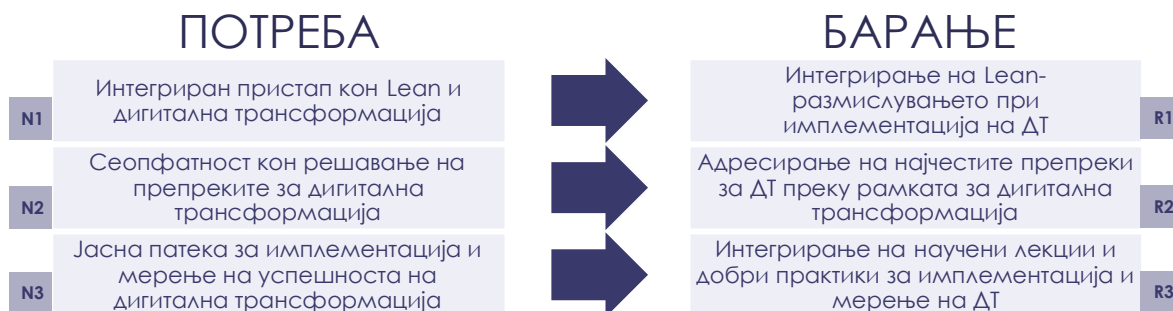 ПОТРЕБА
БАРАЊЕ
Интегриран пристап кон Lean и
дигитална трансформација
N1
Интегрирање на Lean-
размислувањето при
имплементација на ДТ
R1
Сеопфатност кон решавање на
препреките за дигитална
трансформација
N2
Адресирање на најчестите препреки
за ДТ преку рамката за дигитална
трансформација
R2
Јасна патека за имплементација и
мерење на успешноста на
дигитална трансформација
N3
Интегрирање на научени лекции и
добри практики за имплементација и
мерење на ДТ
R3